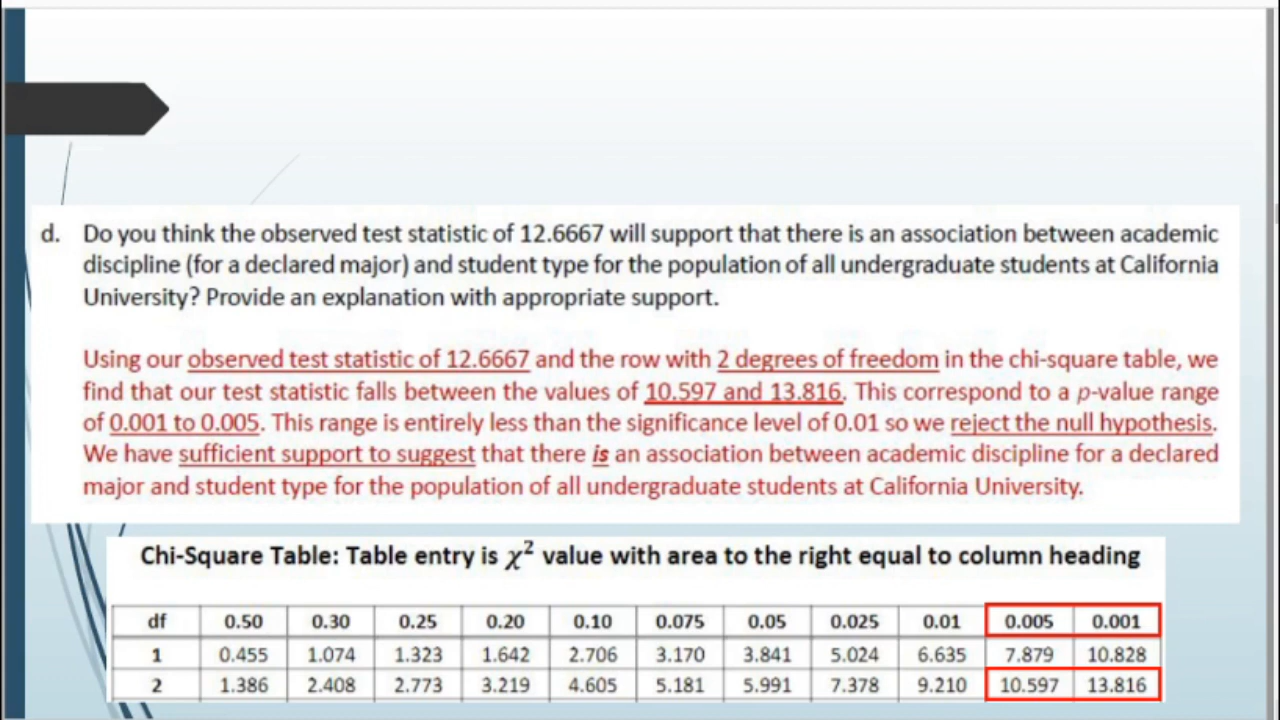 d. Do you think the observed test statistic of 12.6667 will support that there is an association between academic
discipline (for a declared major) and student type for the population of all undergraduate students at California
University? Provide an explanation with appropriate support.
Using our observed test statistic of 12.6667 and the row with 2 degrees of freedom in the chi-square table, we
find that our test statistic falls between the values of 10.597 and 13.816. This correspond to a p-value range
of 0.001 to 0.005. This range is entirely less than the significance level of 0.01 so we reject the null hypothesis.
We have sufficient support to suggest that there is an association between academic discipline for a declared
major and student type for the population of all undergraduate students at California University.
Chi-Square Table: Table entry is χ² value with area to the right equal to column heading
df 0.50 0.30 0.25 0.20 0.10 0.075 0.05 0.025 0.01 0.005 0.001
1 0.455 1.074 1.323 1.642 2.706 3.170 3.841 5.024 6.635 7.879 10.828
2 1.386 2.408 2.773 3.219 4.605 5.181 5.991 7.378 9.210 10.597 13.816